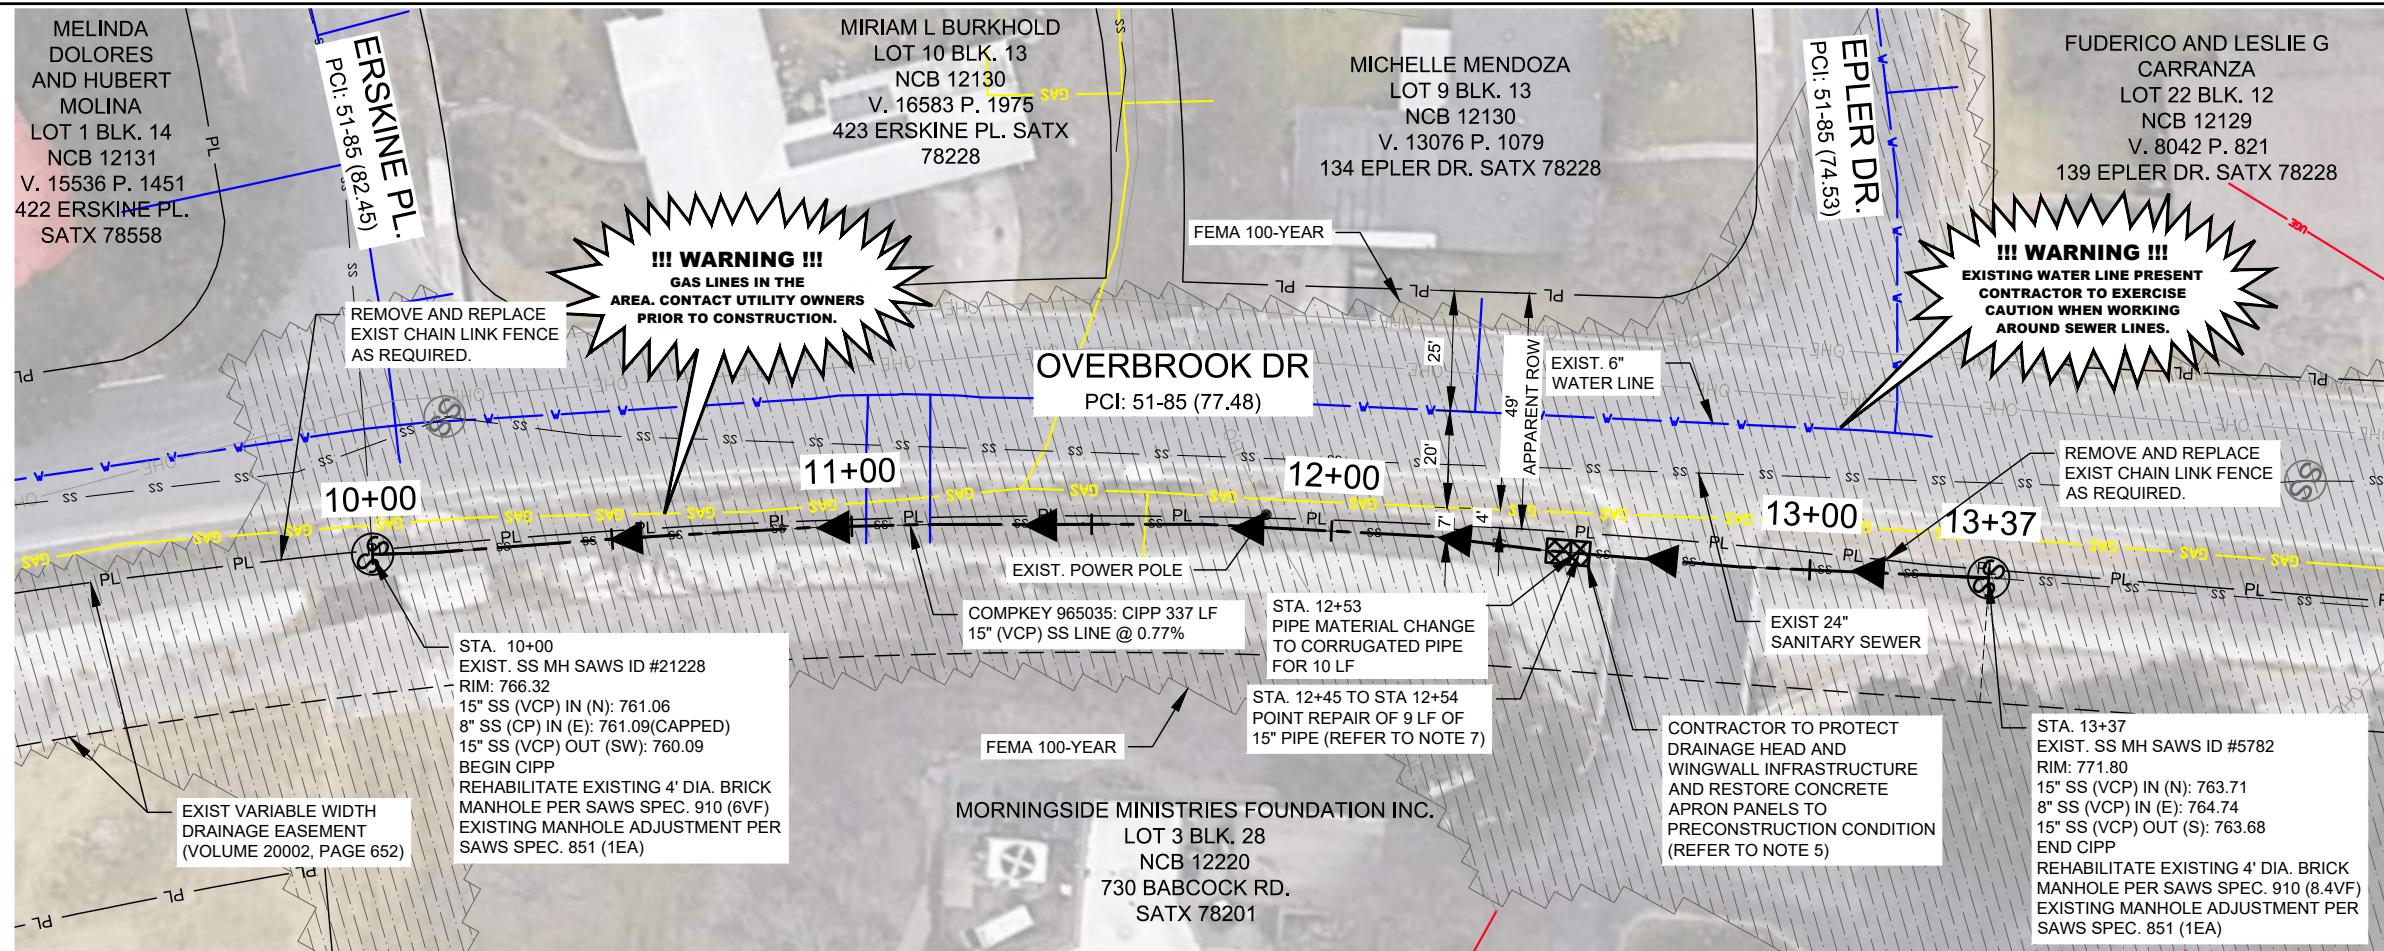 MELINDA
DOLORES
AND HUBERT
MOLINA
LOT 1 BLK. 14
NCB 12131
V. 15536 P. 1451
422 ERSKINE PL.
SATX 78558
ERSKINE PL.
PCI: 51-85 (82.45)
MIRIAM L BURKHOLD
LOT 10 BLK. 13
NCB 12130
V. 16583 P. 1975
423 ERSKINE PL. SATX
78228
MICHELLE MENDOZA
LOT 9 BLK. 13
NCB 12130
V. 13076 P. 1079
134 EPLER DR. SATX 78228
EPLER DR.
PCI: 51-85 (74.53)
FUDERICO AND LESLIE G
CARRANZA
LOT 22 BLK. 12
NCB 12129
V. 8042 P. 821
139 EPLER DR. SATX 78228
!!! WARNING !!!
GAS LINES IN THE
AREA. CONTACT UTILITY OWNERS
PRIOR TO CONSTRUCTION.
FEMA 100-YEAR
!!! WARNING !!!
EXISTING WATER LINE PRESENT
CONTRACTOR TO EXERCISE
CAUTION WHEN WORKING
AROUND SEWER LINES.
REMOVE AND REPLACE
EXIST CHAIN LINK FENCE
AS REQUIRED.
OVERBROOK DR
PCI: 51-85 (77.48)
25'
20'
7'
4'
49'
APPARENT ROW
EXIST. 6"
WATER LINE
REMOVE AND REPLACE
EXIST CHAIN LINK FENCE
AS REQUIRED.
10+00
11+00
12+00
13+00
13+37
EXIST. POWER POLE
COMPKEY 965035: CIPP 337 LF
15" (VCP) SS LINE @ 0.77%
STA. 12+53
PIPE MATERIAL CHANGE
TO CORRUGATED PIPE
FOR 10 LF
EXIST 24"
SANITARY SEWER
STA. 10+00
EXIST. SS MH SAWS ID #21228
RIM: 766.32
15" SS (VCP) IN (N): 761.06
8" SS (CP) IN (E): 761.09(CAPPED)
15" SS (VCP) OUT (SW): 760.09
BEGIN CIPP
REHABILITATE EXISTING 4' DIA. BRICK
MANHOLE PER SAWS SPEC. 910 (6VF)
EXISTING MANHOLE ADJUSTMENT PER
SAWS SPEC. 851 (1EA)
STA. 12+45 TO STA 12+54
POINT REPAIR OF 9 LF OF
15" PIPE (REFER TO NOTE 7)
FEMA 100-YEAR
CONTRACTOR TO PROTECT
DRAINAGE HEAD AND
WINGWALL INFRASTRUCTURE
AND RESTORE CONCRETE
APRON PANELS TO
PRECONSTRUCTION CONDITION
(REFER TO NOTE 5)
STA. 13+37
EXIST. SS MH SAWS ID #5782
RIM: 771.80
15" SS (VCP) IN (N): 763.71
8" SS (VCP) IN (E): 764.74
15" SS (VCP) OUT (S): 763.68
END CIPP
REHABILITATE EXISTING 4' DIA. BRICK
MANHOLE PER SAWS SPEC. 910 (8.4VF)
EXISTING MANHOLE ADJUSTMENT PER
SAWS SPEC. 851 (1EA)
EXIST VARIABLE WIDTH
DRAINAGE EASEMENT
(VOLUME 20002, PAGE 652)
MORNINGSIDE MINISTRIES FOUNDATION INC.
LOT 3 BLK. 28
NCB 12220
730 BABCOCK RD.
SATX 78201